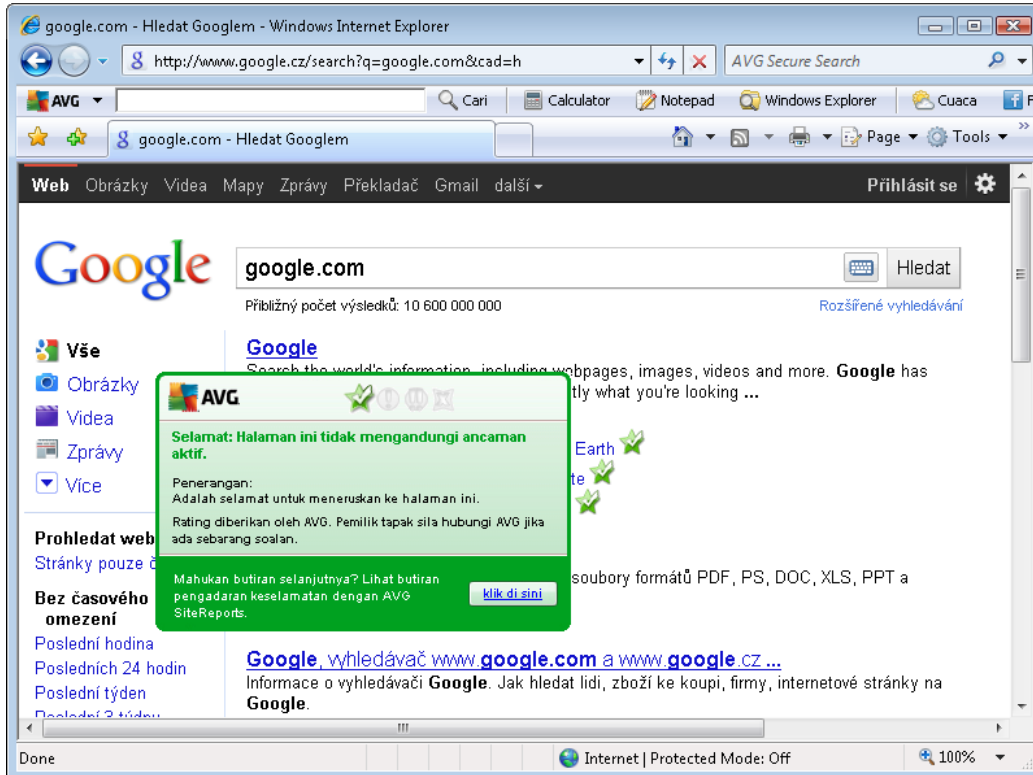 google.com - Hledat Googlem - Windows Internet Explorer
http://www.google.cz/search?q=google.com&cad=h
AVG Secure Search
AVG Cari Calculator Notepad Windows Explorer Cuaca F
google.com - Hledat Googlem Page Tools
Web Obrázky Videa Mapy Zprávy Překladač Gmail další Přihlásit se
Google google.com Hledat
Přibližný počet výsledků: 10 600 000 000 Rozšířené vyhledávání
Vše
Obrázky
Videa
Zprávy
Více
Prohledat web
Stránky pouze č
Bez časového
omezení
Poslední hodina
Posledních 24 hodin
Poslední týden
Poslední 3 týdny
Google
Search the world's information, including webpages, images, videos and more. Google has
tly what you're looking ...
Earth
te
soubory formátů PDF, PS, DOC, XLS, PPT a
Google, vyhledávač www.google.com a www.google.cz ...
Informace o vyhledávači Google. Jak hledat lidi, zboží ke koupi, firmy, internetové stránky na
Google.
AVG
Selamat: Halaman ini tidak mengandungi ancaman
aktif.
Penerangan:
Adalah selamat untuk meneruskan ke halaman ini.
Rating diberikan oleh AVG. Pemilik tapak sila hubungi AVG jika
ada sebarang soalan.
Mahukan butiran selanjutnya? Lihat butiran
pengadaran keselamatan dengan AVG
SiteReports.
klik di sini
Done Internet | Protected Mode: Off 100%